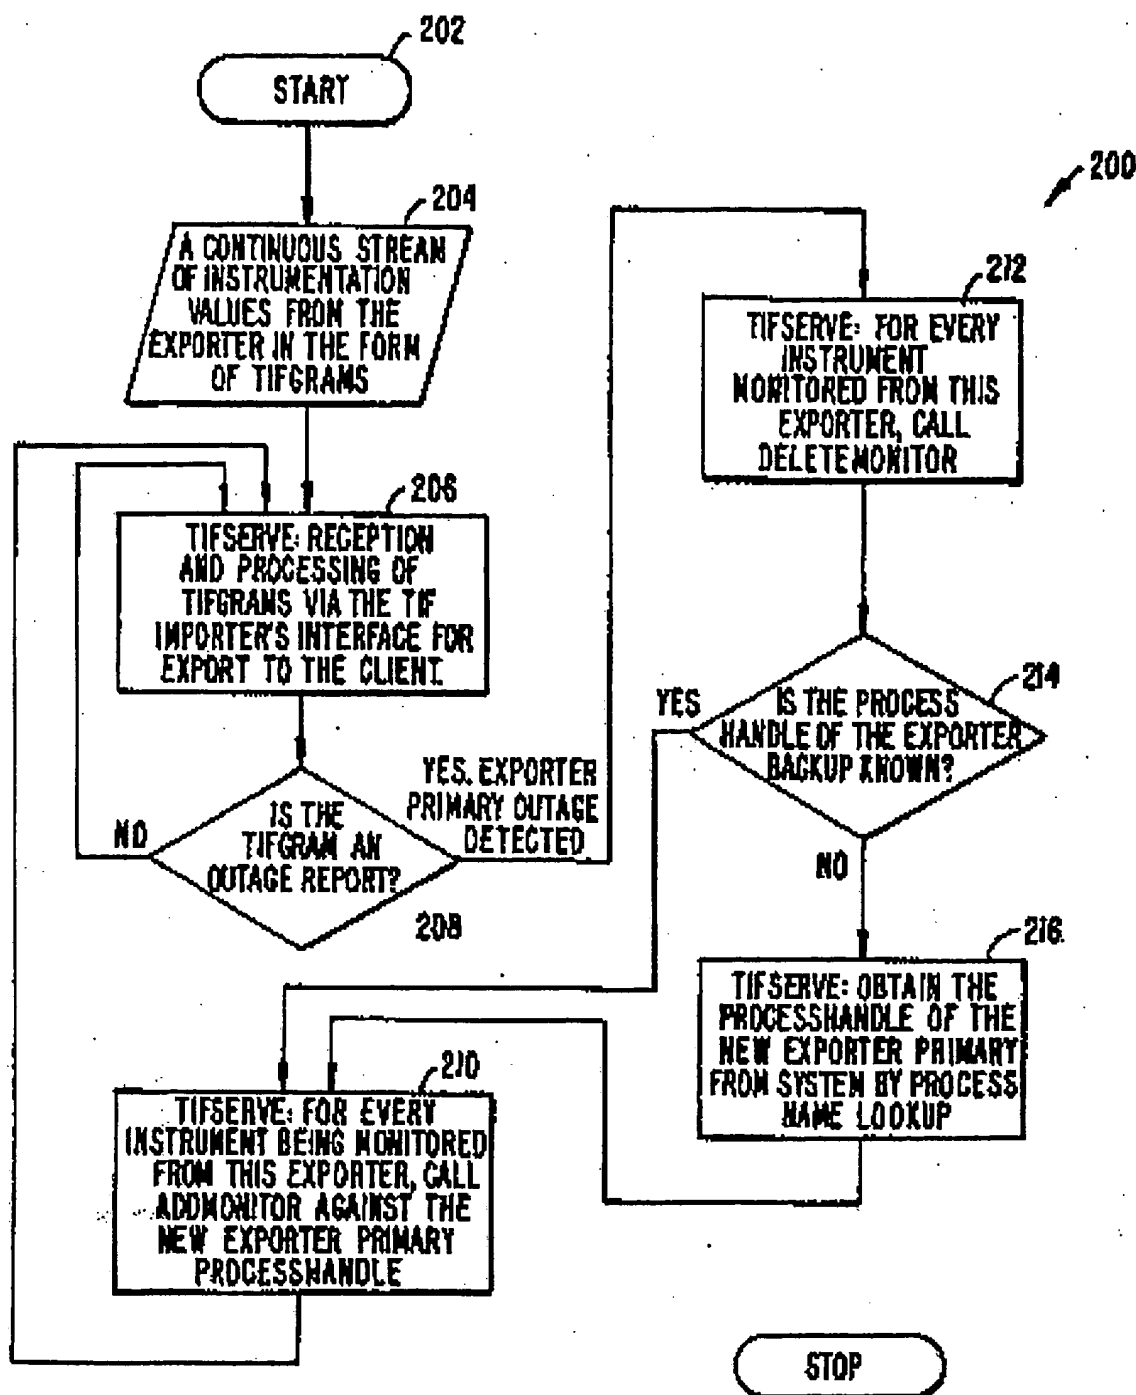 202
START
200
204
A CONTINUOUS STREAM
OF INSTRUMENTATION
VALUES FROM THE
EXPORTER IN THE FORM
OF TIFGRAMS
206
TIFSERVE: RECEPTION
AND PROCESSING OF
TIFGRAMS VIA THE TIF
IMPORTER'S INTERFACE FOR
EXPORT TO THE CLIENT.
NO
IS THE
TIFGRAM AN
OUTAGE REPORT?
208
YES. EXPORTER
PRIMARY OUTAGE
DETECTED
212
TIFSERVE: FOR EVERY
INSTRUMENT
MONITORED FROM THIS
EXPORTER, CALL
DELETEMONITOR
YES
214
IS THE PROCESS
HANDLE OF THE EXPORTER
BACKUP KNOWN?
NO
216
TIFSERVE: OBTAIN THE
PROCESSHANDLE OF THE
NEW EXPORTER PRIMARY
FROM SYSTEM BY PROCESS
NAME LOOKUP
210
TIFSERVE: FOR EVERY
INSTRUMENT BEING MONITORED
FROM THIS EXPORTER, CALL
ADDMONITOR AGAINST THE
NEW EXPORTER PRIMARY
PROCESSHANDLE
STOP